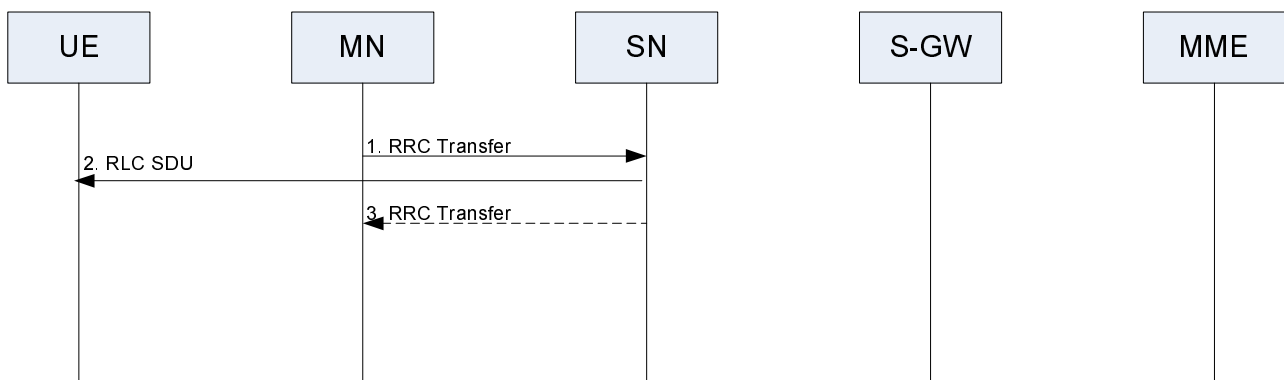 UE
MN
SN
S-GW
MME
1. RRC Transfer
2. RLC SDU
3. RRC Transfer